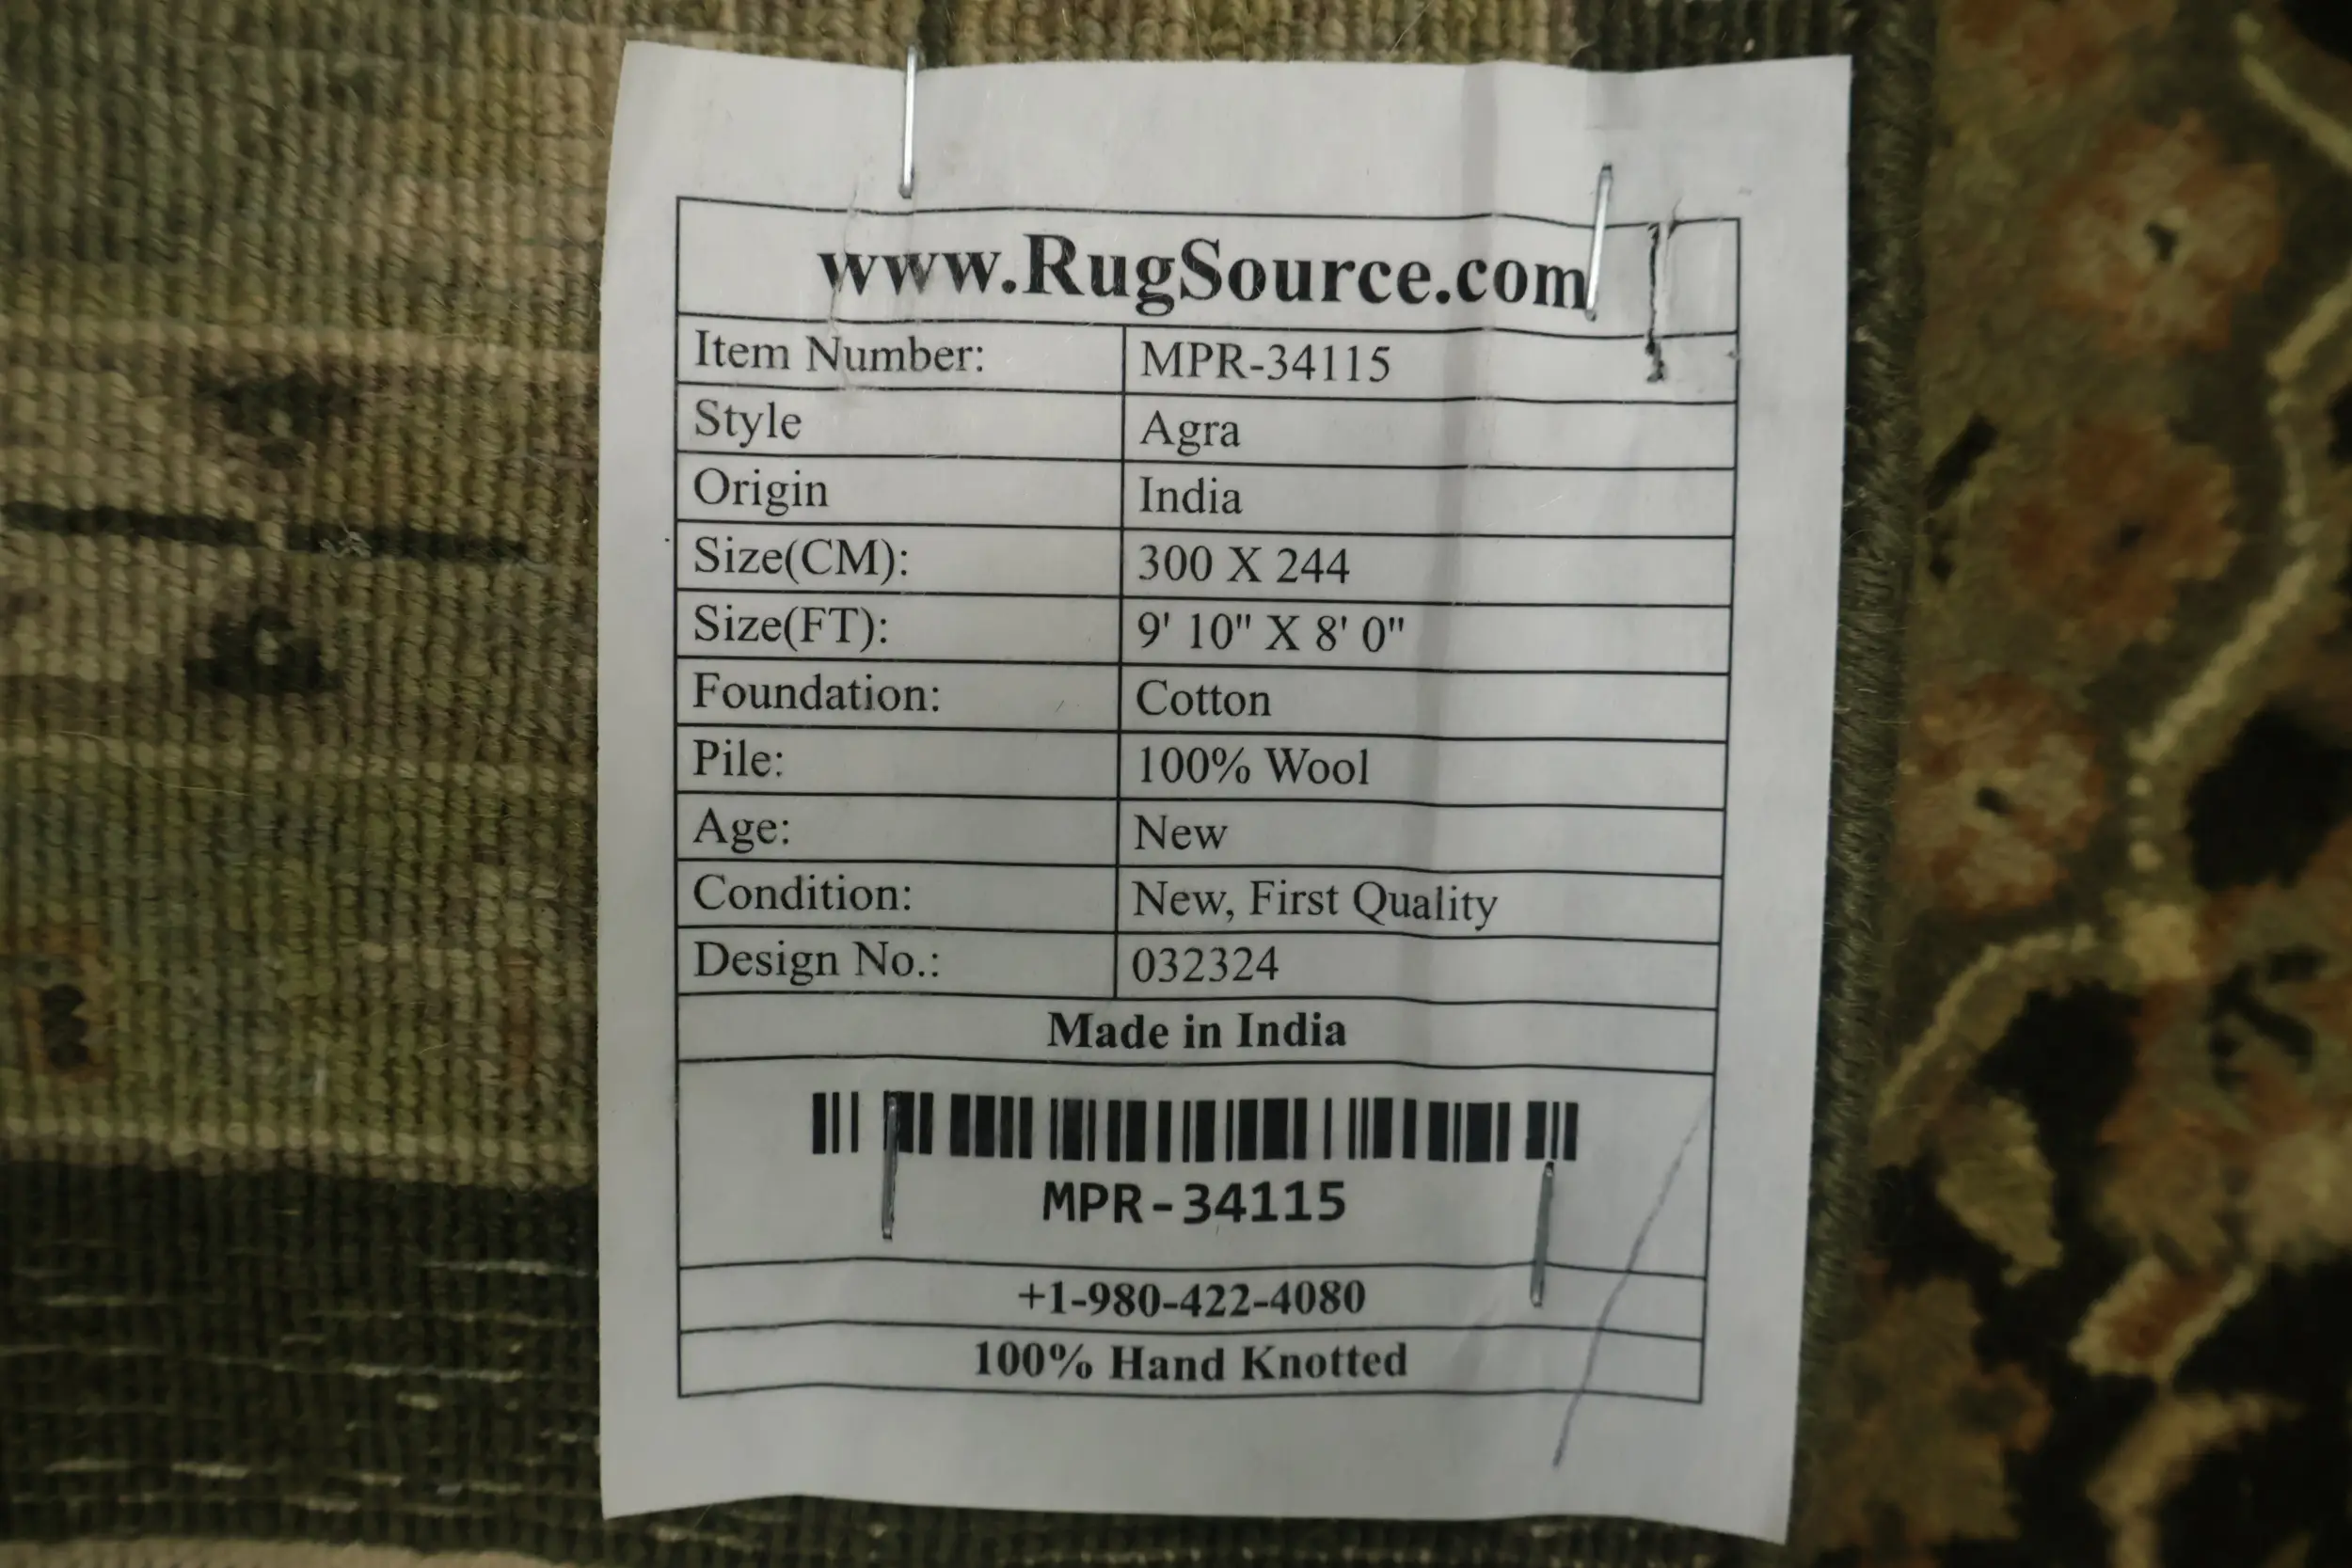 www.RugSource.com
Item Number: MPR-34115
Style Agra
Origin India
Size(CM): 300 X 244
Size(FT): 9' 10" X 8' 0"
Foundation: Cotton
Pile: 100% Wool
Age: New
Condition: New, First Quality
Design No.: 032324
Made in India
MPR-34115
+1-980-422-4080
100% Hand Knotted